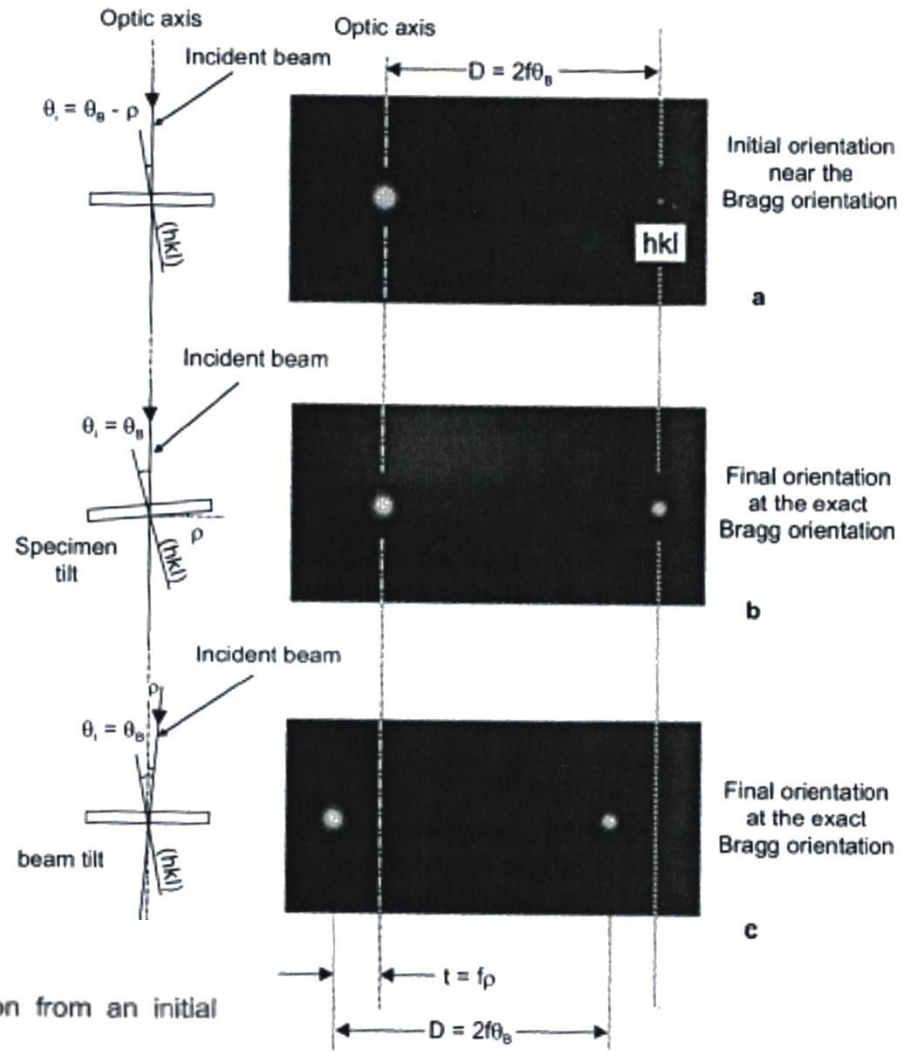 Optic axis
Optic axis
Incident beam
D = 2fθB
θi = θB - ρ
(hkl)
hkl
Initial orientation
near the
Bragg orientation
a
Incident beam
θi = θB
ρ
Specimen
tilt
(hkl)
Final orientation
at the exact
Bragg orientation
b
Incident beam
ρ
θi = θB
beam tilt
(hkl)
Final orientation
at the exact
Bragg orientation
c
t = fρ
on from an initial
D = 2fθB